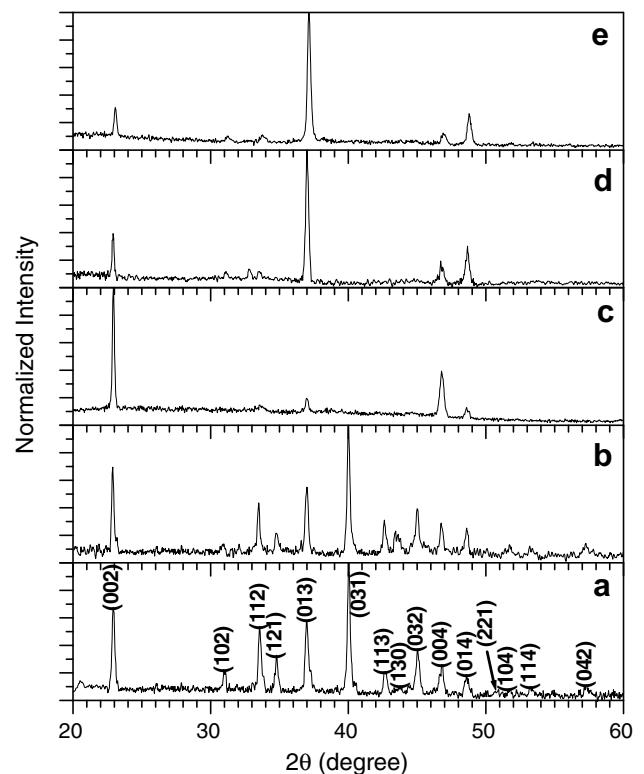 e
d
c
b
a
Normalized Intensity
(002)
(102)
(112)
(121)
(013)
(031)
(113)
(130)
(032)
(004)
(014)
(221)
(104)
(114)
(042)
20 30 40 50 60
2θ (degree)